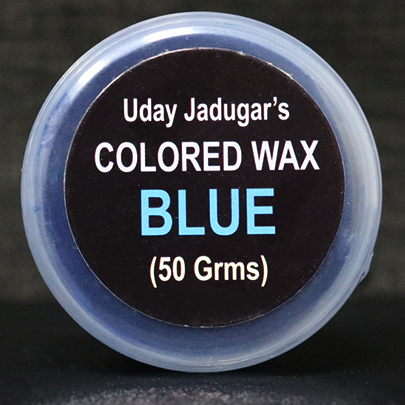 Uday Jadugar's
COLORED WAX
BLUE
(50 Grms)